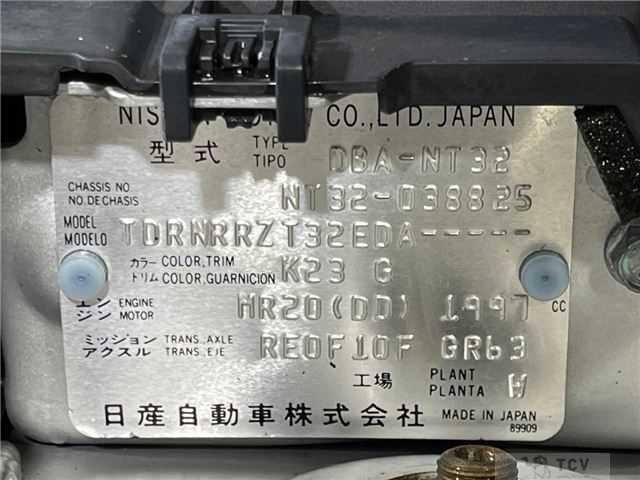 NIS CO.,LTD. JAPAN
型式 TYPE TIPO DBA-NT32
CHASSIS NO NO.DE CHASIS NT32-038825
MODEL MODELO TDRNRRZT32EDA-----
カラー トリム COLOR,TRIM COLOR,GUARNICION K23 G
エンジン ENGINE MOTOR MR20(DD) 1997 CC
ミッション アクスル TRANS.,AXLE TRANS.,EJE RE0F10F GR63
工場 PLANT PLANTA W
日産自動車株式会社 MADE IN JAPAN
89909
TCV